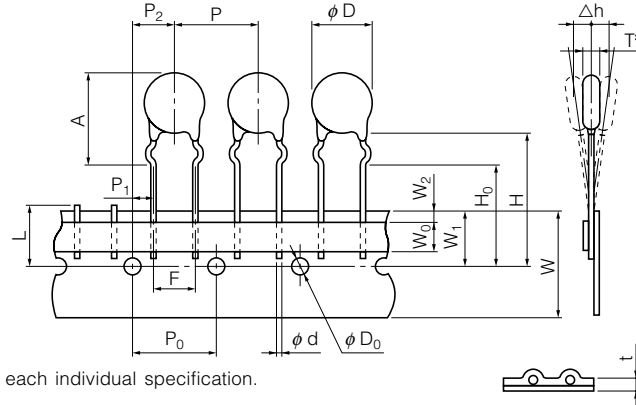 P₂
P
φD
Δh
T*
A
P₁
L
W₂
W₀
W₁
H₀
H
W
F
P₀
φd
φD₀
t
each individual specification.